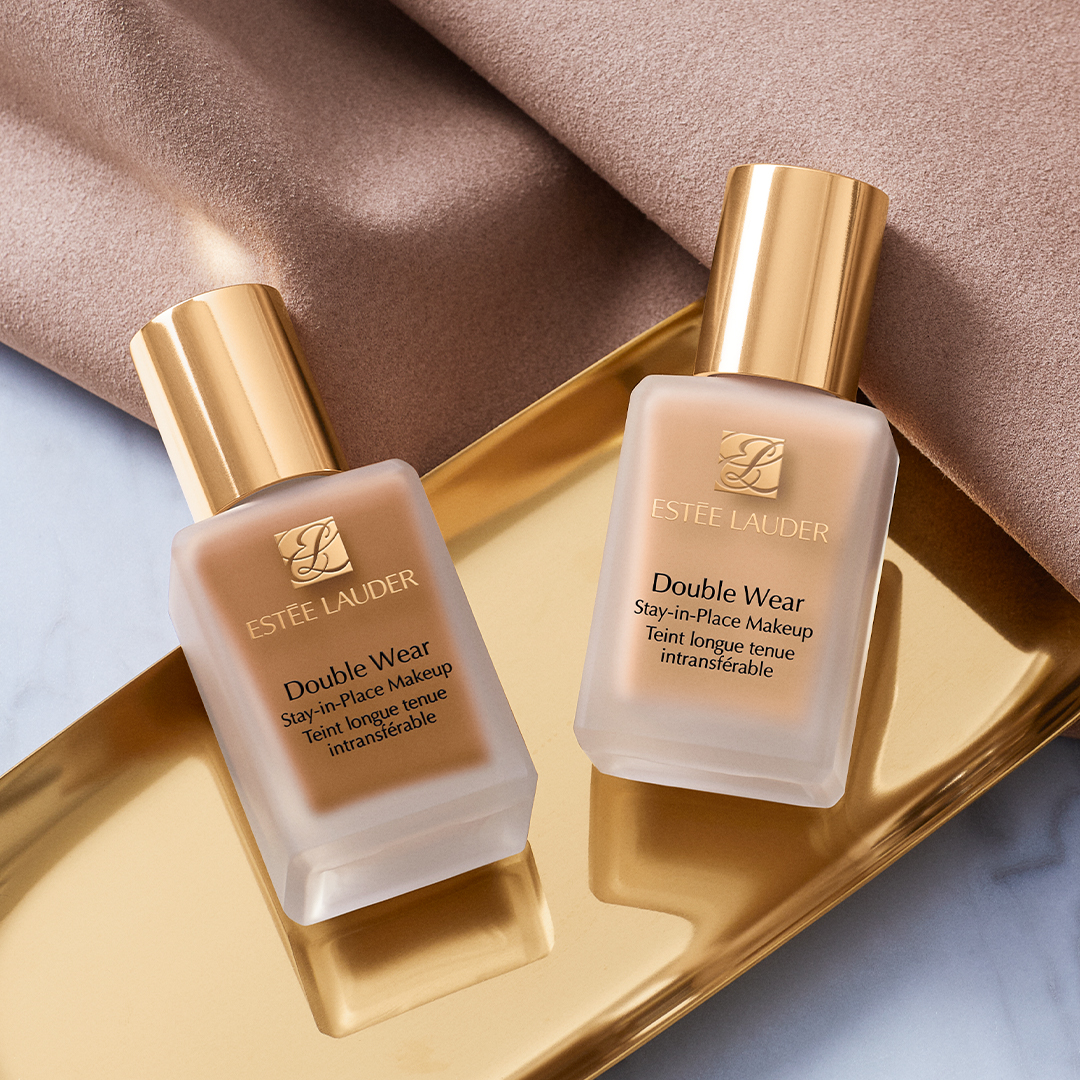 ESTĒE LAUDER
Double Wear
Stay-in-Place Makeup
Teint longue tenue
intransférable
ESTĒE LAUDER
Double Wear
Stay-in-Place Makeup
Teint longue tenue
intransférable